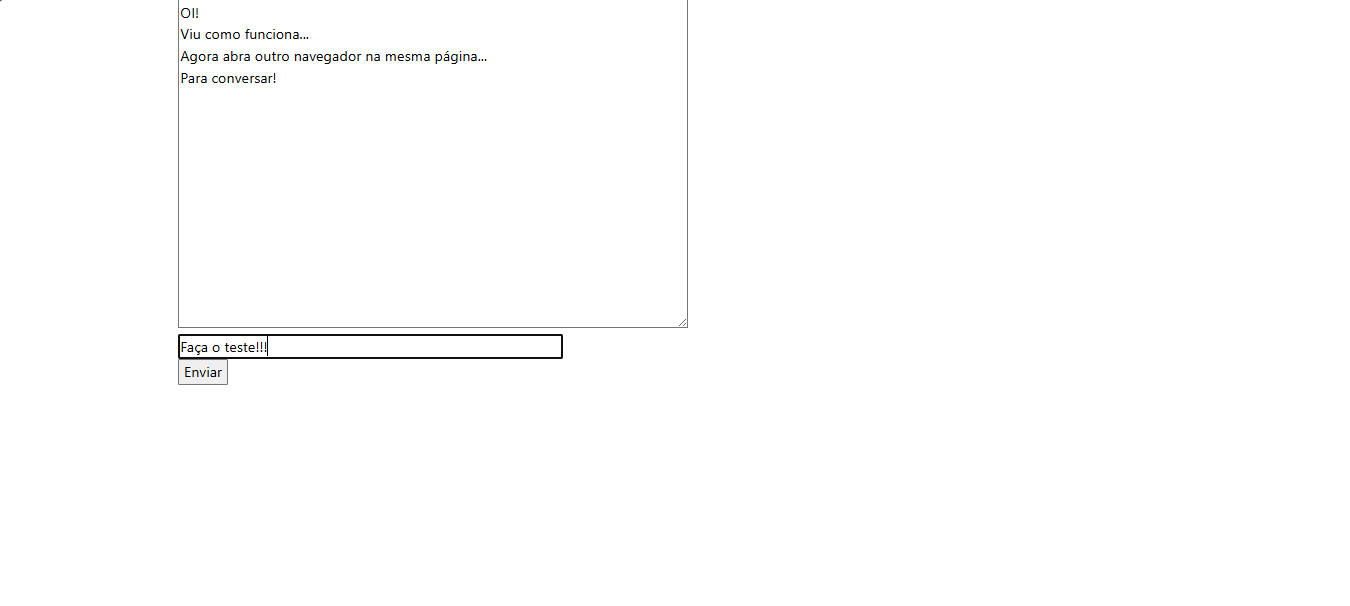 OI!
Viu como funciona...
Agora abra outro navegador na mesma página...
Para conversar!
Faça o teste!!!
Enviar